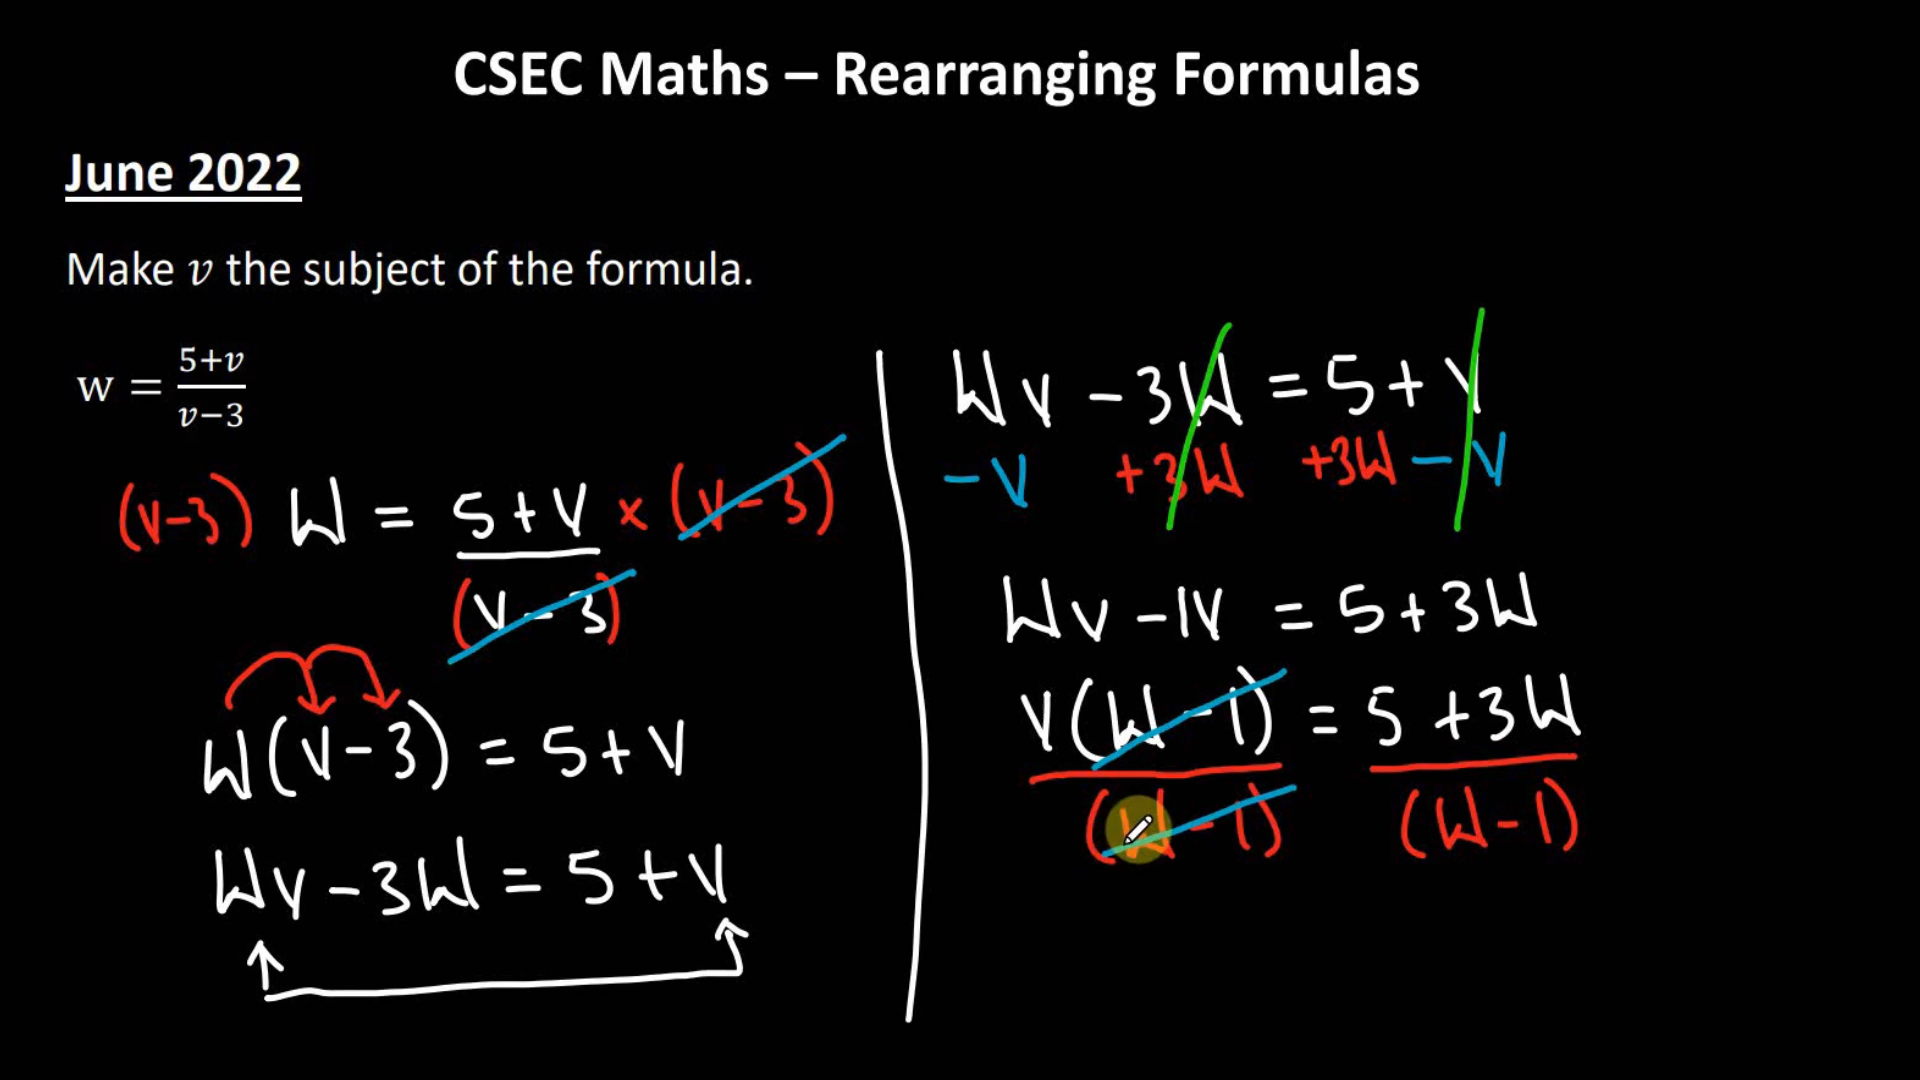 CSEC Maths – Rearranging Formulas
June 2022
Make v the subject of the formula.
w = 5+v
v−3
(v-3) W = 5+v × (v-3)
(v-3)
W(v-3) = 5+v
Wv - 3W = 5+v
Wv - 3W = 5+v
-v +3W +3W -v
Wv - 1v = 5+3W
v(W-1) = 5+3W
(W-1) (W-1)